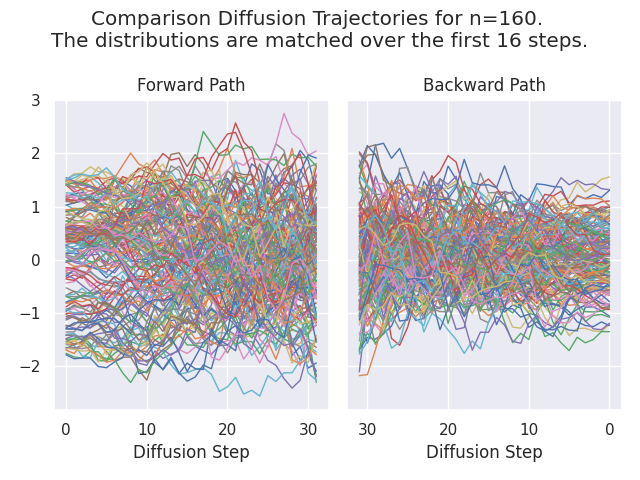 Comparison Diffusion Trajectories for n=160.
The distributions are matched over the first 16 steps.
Forward Path
Backward Path
3
2
1
0
−1
−2
0 10 20 30
30 20 10 0
Diffusion Step
Diffusion Step